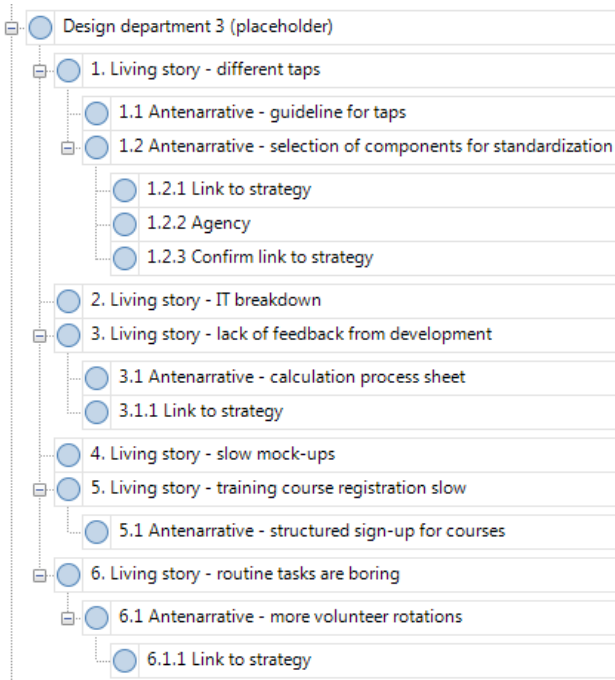 Design department 3 (placeholder)
1. Living story - different taps
1.1 Antenarrative - guideline for taps
1.2 Antenarrative - selection of components for standardization
1.2.1 Link to strategy
1.2.2 Agency
1.2.3 Confirm link to strategy
2. Living story - IT breakdown
3. Living story - lack of feedback from development
3.1 Antenarrative - calculation process sheet
3.1.1 Link to strategy
4. Living story - slow mock-ups
5. Living story - training course registration slow
5.1 Antenarrative - structured sign-up for courses
6. Living story - routine tasks are boring
6.1 Antenarrative - more volunteer rotations
6.1.1 Link to strategy